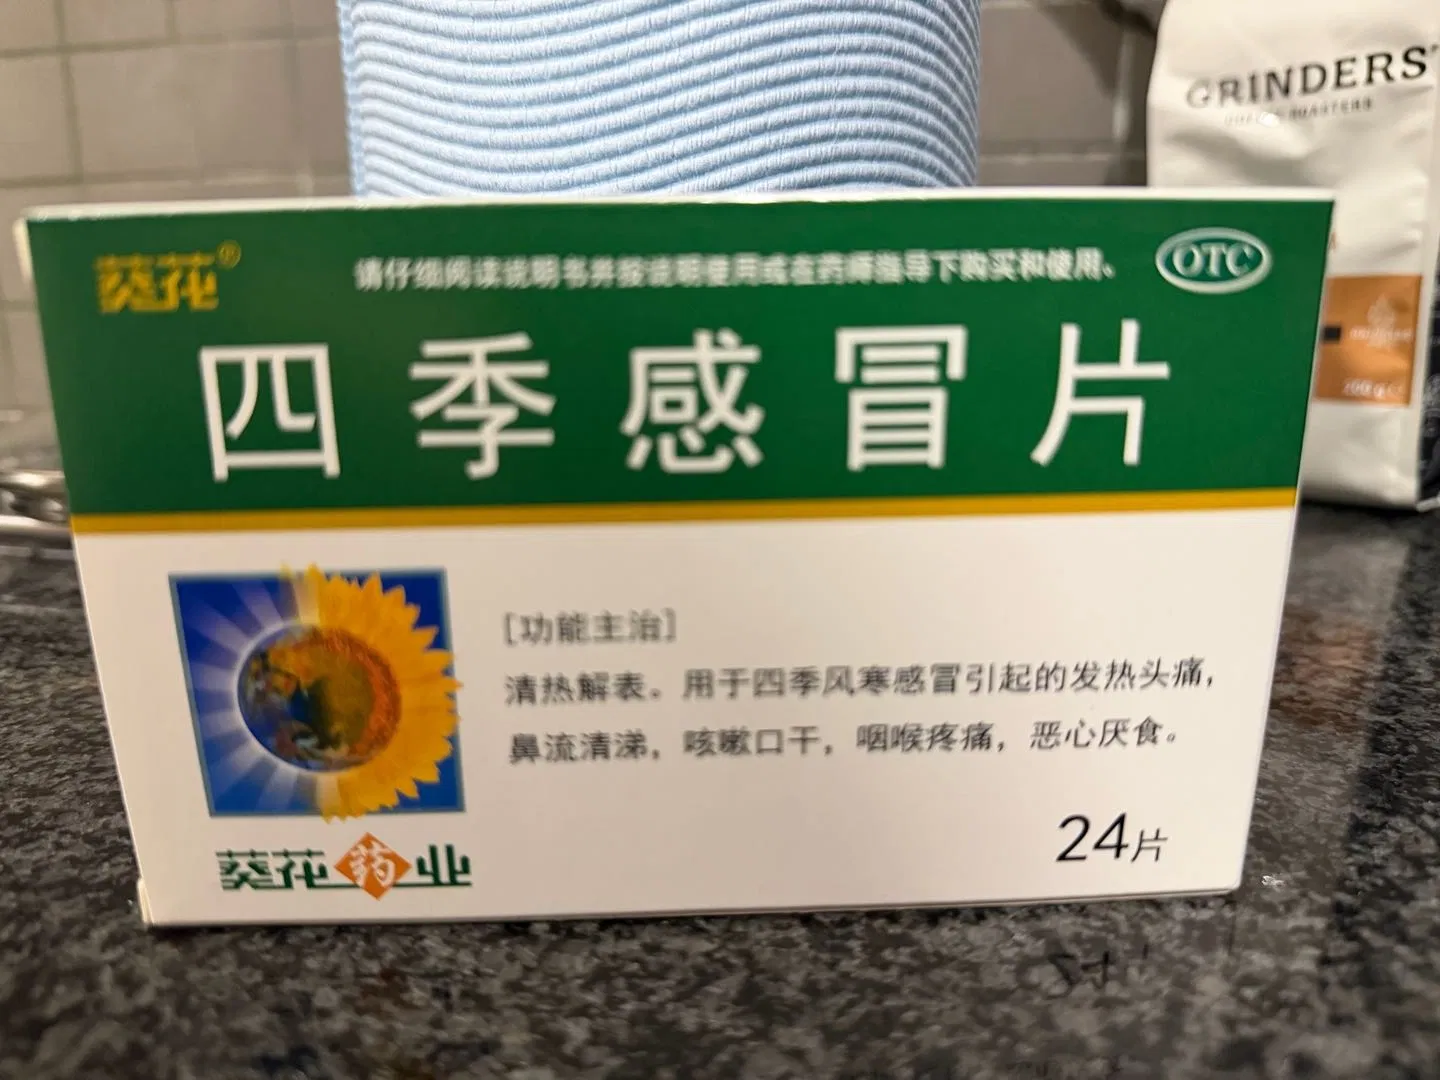 GRINDERS
COFFEE ROASTERS
葵花®
请仔细阅读说明书并按说明使用或在药师指导下购买和使用。
OTC
四季感冒片
[功能主治]
清热解表。用于四季风寒感冒引起的发热头痛，
鼻流清涕，咳嗽口干，咽喉疼痛，恶心厌食。
葵花药业
24片